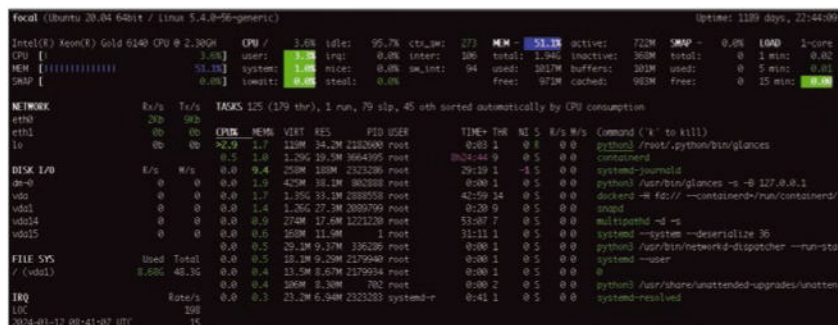 focal (Ubuntu 20.04 64bit / Linux 5.4.0-96-generic) Uptime: 1109 days, 22:44:09
Intel(R) Xeon(R) Gold 6140 CPU @ 2.30GH CPU / 3.6% idle: 95.7% ctx_sw: 273 MEM - 51.1% active: 722M SWAP - 0.0% LOAD 1-core
CPU [ 3.6%] user: 3.3% irq: 0.0% inter: 106 total: 1.94G inactive: 368M total: 0 1 min: 0.02
MEM [ 51.1%] system: 1.0% nice: 0.0% sw_int: 94 used: 1017M buffers: 101M used: 0 5 min: 0.01
SWAP [ 0.0%] iowait: 0.0% steal: 0.0% free: 971M cached: 983M free: 0 15 min: 0.00
NETWORK Rx/s Tx/s TASKS 125 (179 thr), 1 run, 79 slp, 45 oth sorted automatically by CPU consumption
eth0 2Kb 9Kb
eth1 0b 0b CPU% MEM% VIRT RES PID USER TIME+ THR NI S R/s W/s Command ('k' to kill)
lo 0b 0b >2.9 1.7 119M 34.2M 2182600 root 0:03 1 0 R 0 0 python3 /root/.python/bin/glances
0.5 1.0 1.29G 19.5M 3664395 root 8h24:44 9 0 S 0 0 containerd
DISK I/O R/s W/s 0.0 9.4 258M 188M 2323286 root 29:19 1 -1 S 0 0 systemd-journald
dm-0 0 0 0.0 1.9 425M 38.1M 802888 root 0:00 1 0 S 0 0 python3 /usr/bin/glances -s -B 127.0.0.1
vda 0 0 0.0 1.7 1.35G 33.1M 2888558 root 42:59 14 0 S 0 0 dockerd -H fd:// --containerd=/run/containerd/
vda1 0 0 0.0 1.4 1.26G 27.3M 2099799 root 0:20 9 0 S 0 0 snapd
vda14 0 0 0.0 0.9 274M 17.6M 1221220 root 53:07 7 0 S 0 0 multipathd -d -s
vda15 0 0 0.0 0.6 168M 11.9M 1 root 31:11 1 0 S 0 0 systemd --system --deserialize 36
0.0 0.5 29.1M 9.37M 336286 root 0:00 1 0 S 0 0 python3 /usr/bin/networkd-dispatcher --run-sta
FILE SYS Used Total 0.0 0.5 18.1M 9.29M 2179940 root 0:00 1 0 S 0 0 systemd --user
/ (vda1) 8.68G 48.3G 0.0 0.4 13.5M 8.67M 2179934 root 0:00 1 0 S 0 0 0
0.0 0.4 106M 8.30M 702 root 0:00 2 0 S 0 0 python3 /usr/share/unattended-upgrades/unatten
IRQ Rate/s 0.0 0.3 23.2M 6.94M 2323283 systemd-r 0:41 1 0 S 0 0 systemd-resolved
LOC 198
2024-03-12 08:41:07 UTC 15